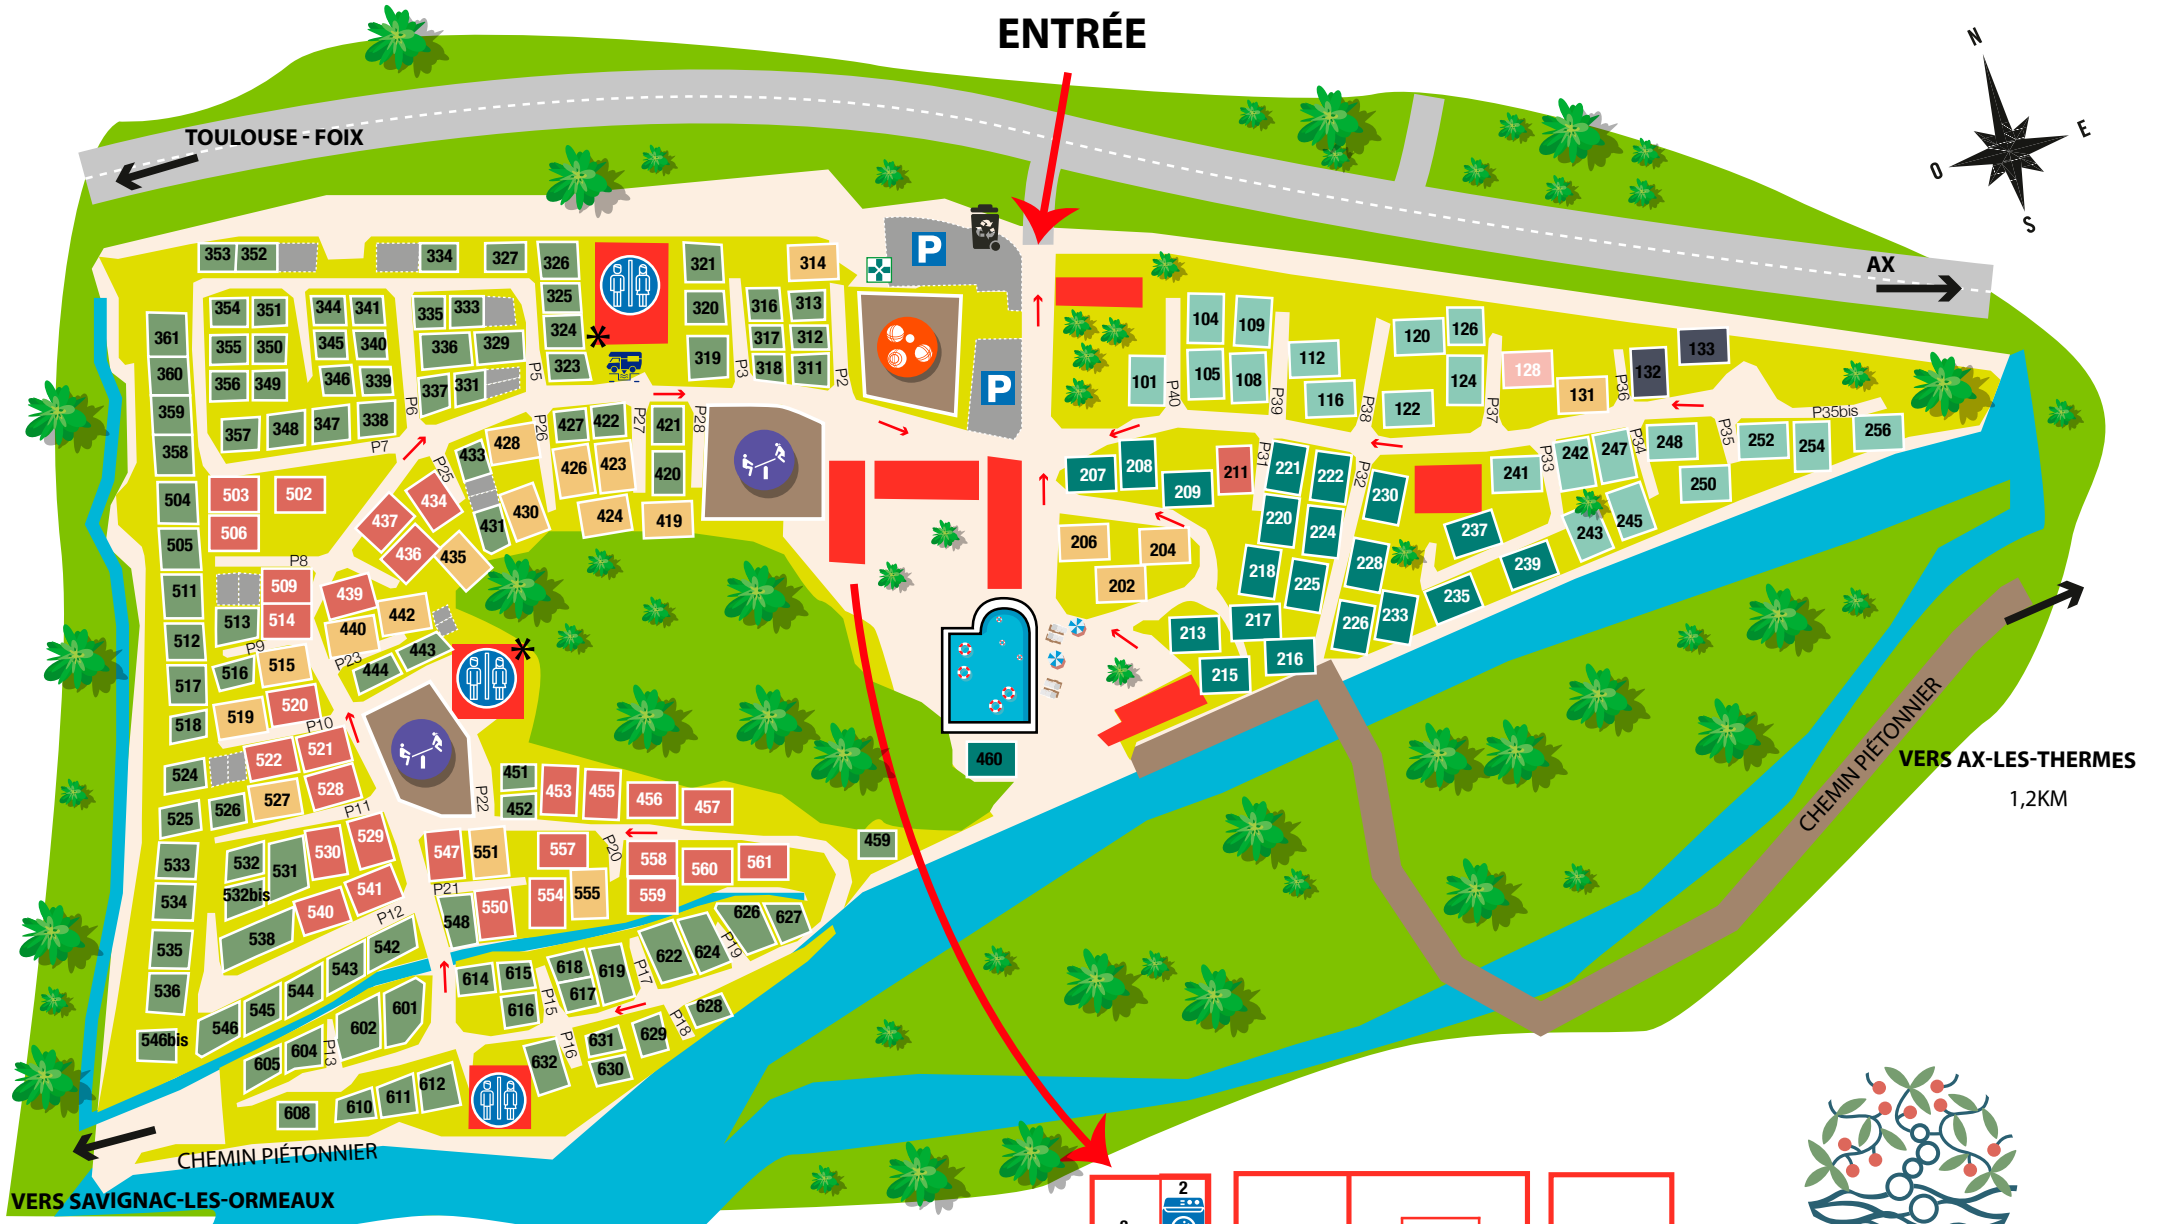 ENTRÉE
TOULOUSE - FOIX
N
E
O
S
AX
353 352 334 327 326 321 314 P
325
354 351 344 341 335 333 316 313
324 320
355 350 345 340 336 329 317 312
361
360 356 349 346 339 337 331 323 319 318 311
P5 P3 P2 P
359 357 348 347 338 P6 P7
358
104 109 120 126
112
101 105 108 116 122 124 128 131 132 133
P40 P39 P38 P37 P36 P35bis
P26 427 422 P27 421 P28
428 433 P25
426 423 420
504 503 502 434 437 431 430 424 419
506 505 436 435
P8
207 208 209 211 P31 221 222 P32 230
241 P33 242 247 P34 248 P35 252 254 256
250
220 224 237 243 245
206 204 202
218 225 228 239 235
213 217 226 233
215 216
511 509 439 442
513 514 440
512 P9 P23 443
516 515 444
517
518 519 520 P10
521
524 522
528
525 526 527 P11
451 453 455 456 457
452 P22
460
459
533 532 531 530 529
532bis
534 540 541
538 P12
535 542
536 543
544
545
546
546bis
547 551 557 P20 558 560 561
P21 554 555 559
548 550
626 627
622 624 P19
618 619 P17
614 615 617
616 P15
628
P18
629
631 P16
632 630
601
602
604 P13
605
612
611
610
608
CHEMIN PIÉTONNIER
VERS AX-LES-THERMES
1,2KM
CHEMIN PIÉTONNIER
VERS SAVIGNAC-LES-ORMEAUX
2